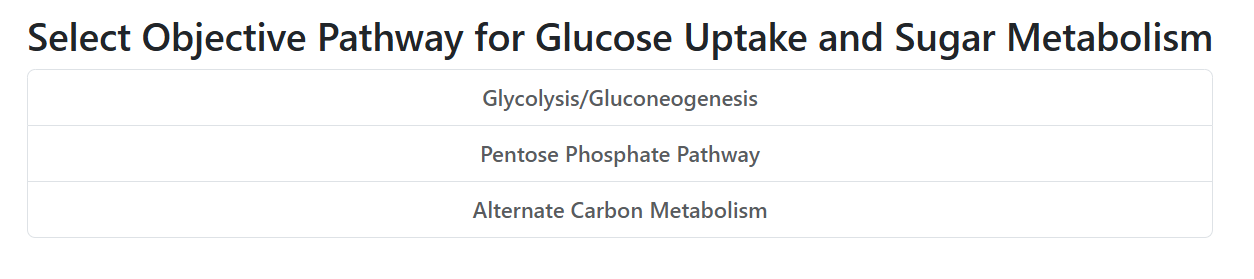 Select Objective Pathway for Glucose Uptake and Sugar Metabolism
Glycolysis/Gluconeogenesis
Pentose Phosphate Pathway
Alternate Carbon Metabolism